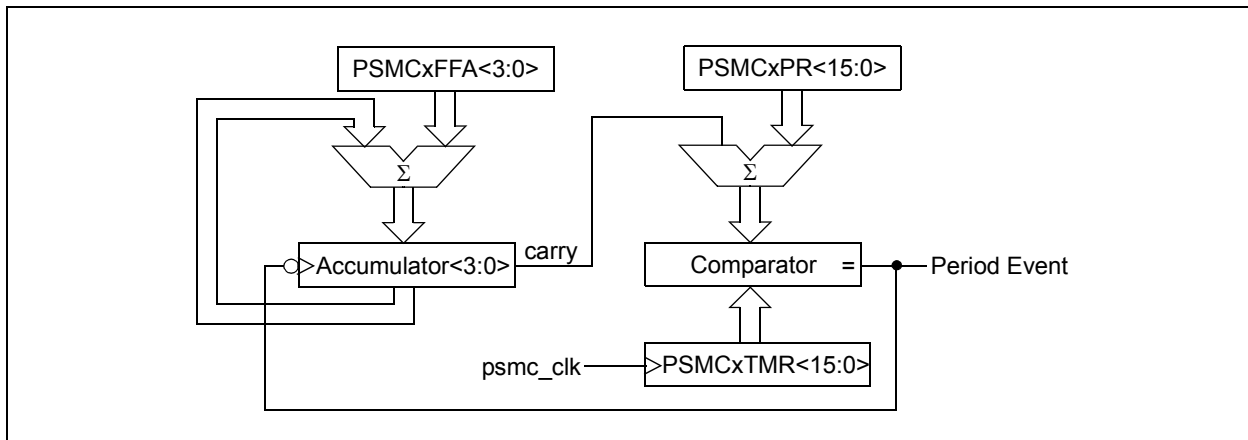 PSMCxFFA<3:0>
PSMCxPR<15:0>
Σ
Σ
Accumulator<3:0>
carry
Comparator =
Period Event
psmc_clk
PSMCxTMR<15:0>